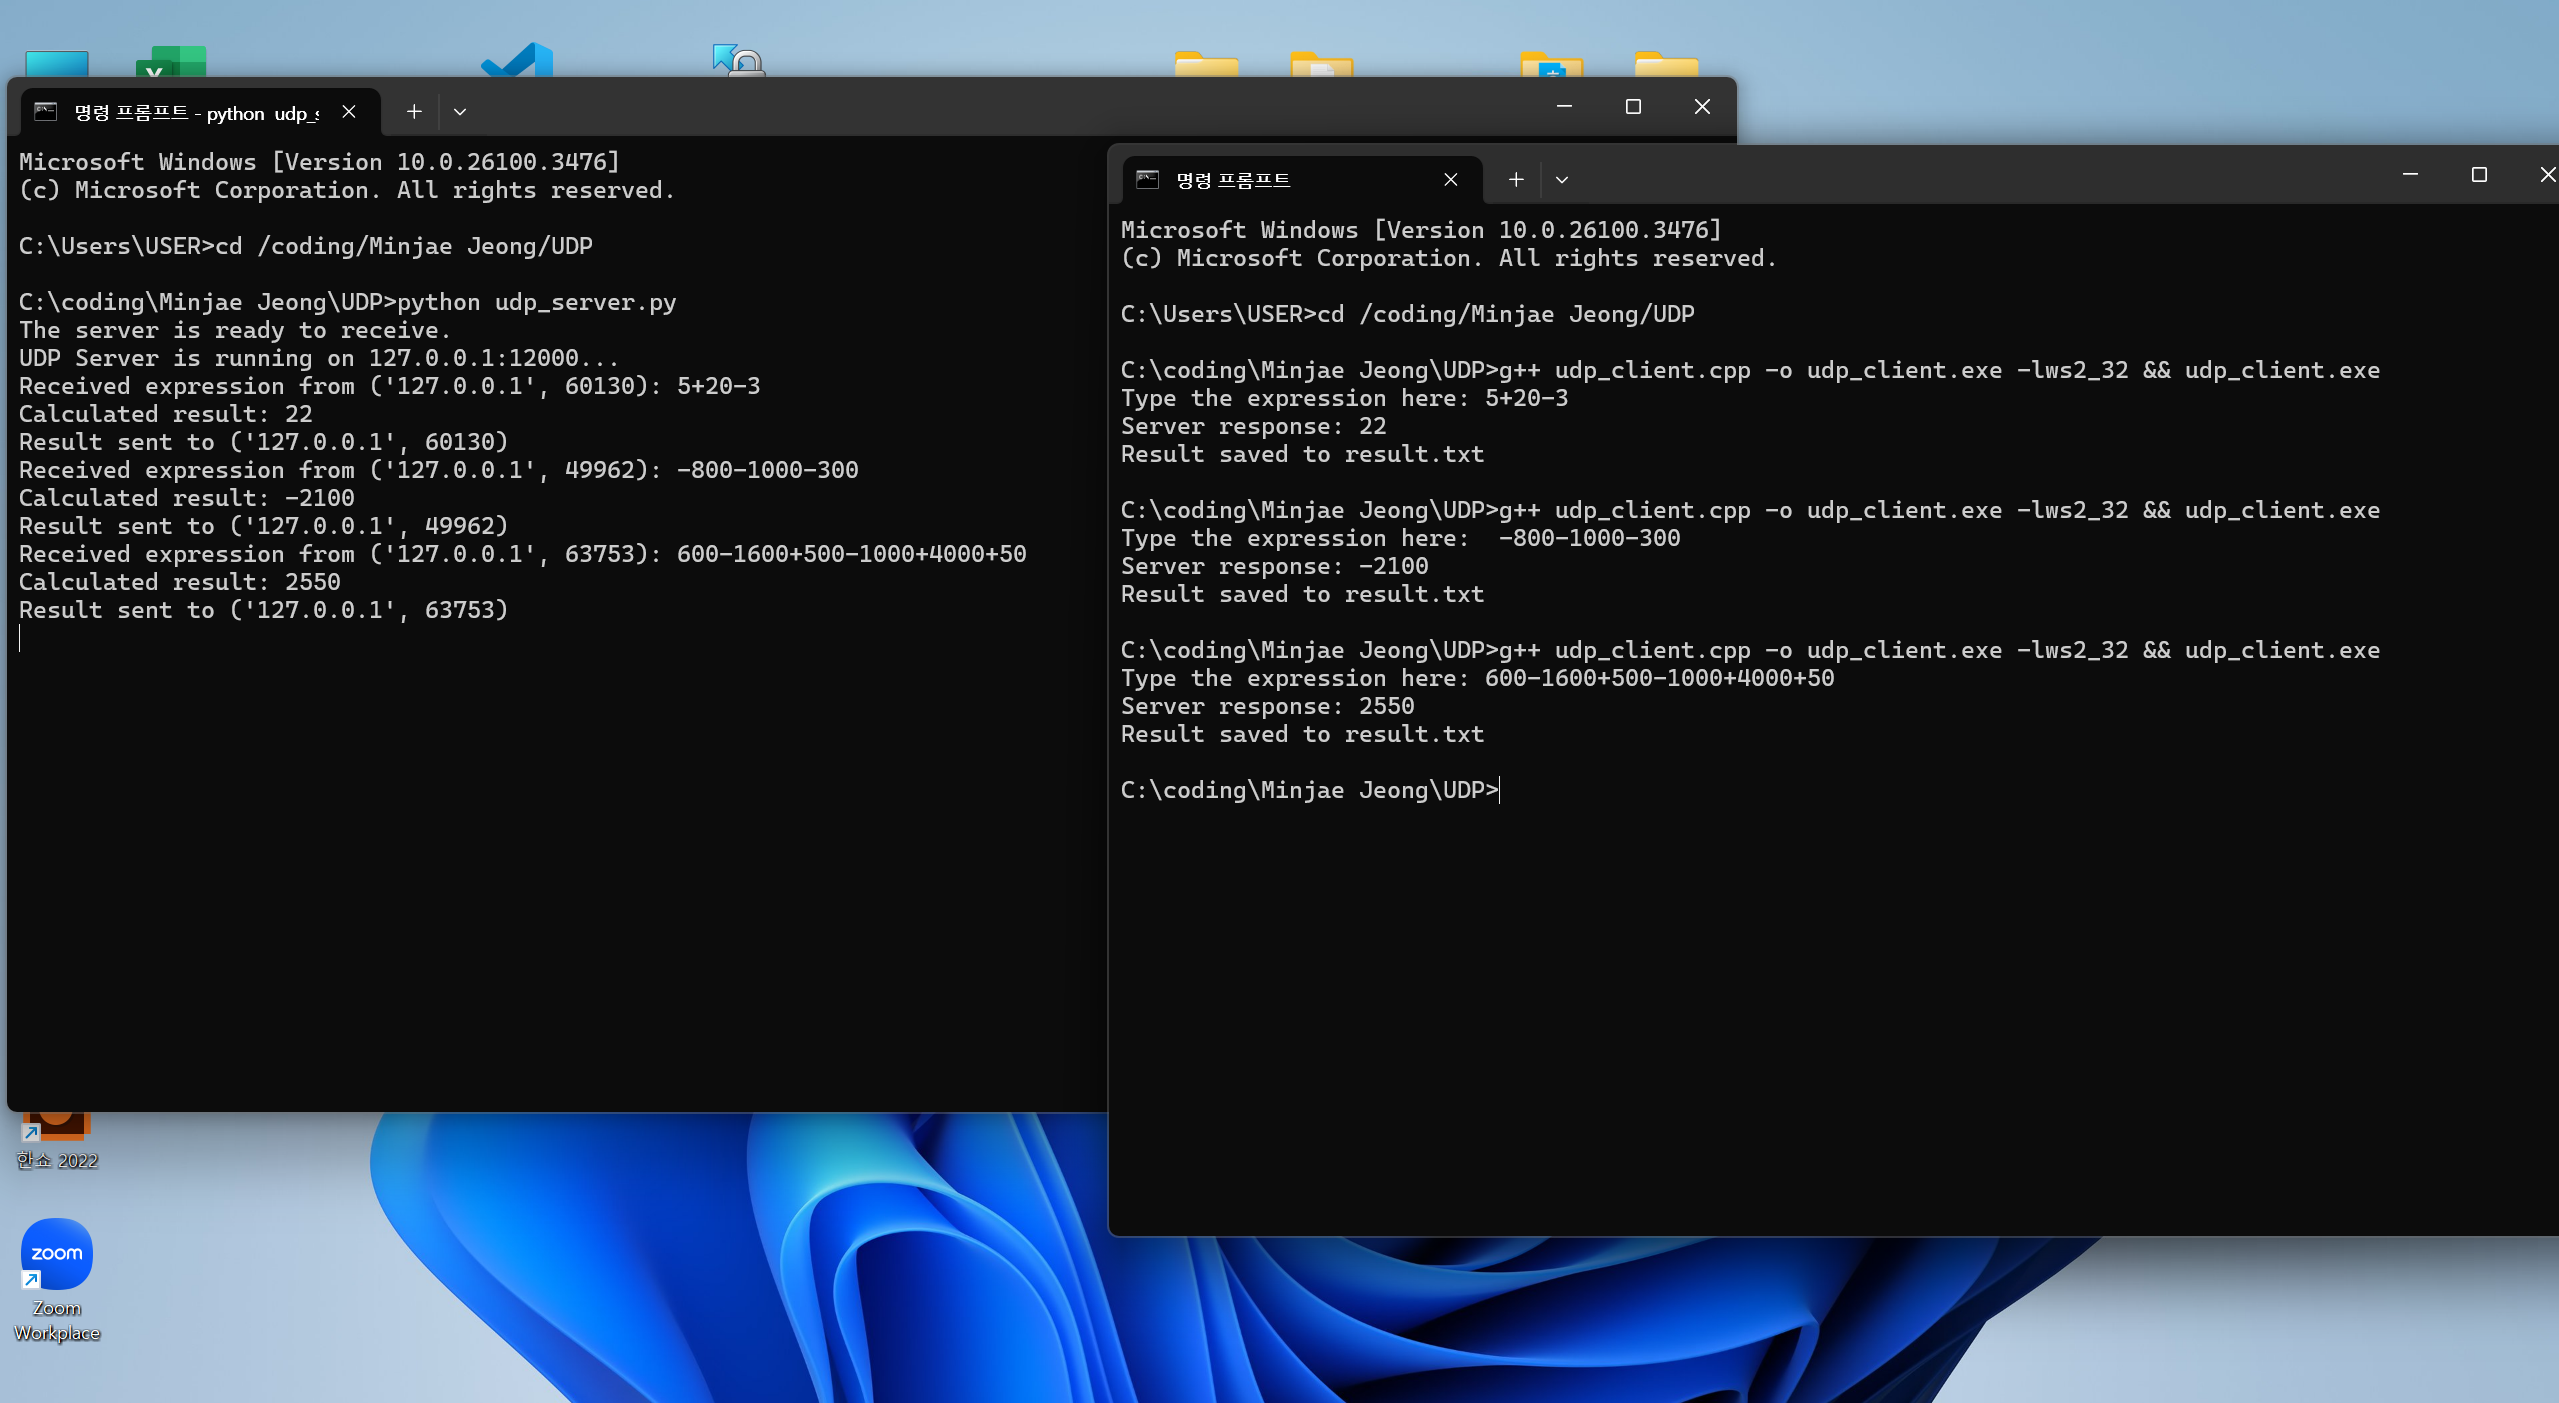 명령 프롬프트 - python  udp_s
Microsoft Windows [Version 10.0.26100.3476]
(c) Microsoft Corporation. All rights reserved.
C:\Users\USER>cd /coding/Minjae Jeong/UDP
C:\coding\Minjae Jeong\UDP>python udp_server.py
The server is ready to receive.
UDP Server is running on 127.0.0.1:12000...
Received expression from ('127.0.0.1', 60130): 5+20-3
Calculated result: 22
Result sent to ('127.0.0.1', 60130)
Received expression from ('127.0.0.1', 49962): -800-1000-300
Calculated result: -2100
Result sent to ('127.0.0.1', 49962)
Received expression from ('127.0.0.1', 63753): 600-1600+500-1000+4000+50
Calculated result: 2550
Result sent to ('127.0.0.1', 63753)
명령 프롬프트
Microsoft Windows [Version 10.0.26100.3476]
(c) Microsoft Corporation. All rights reserved.
C:\Users\USER>cd /coding/Minjae Jeong/UDP
C:\coding\Minjae Jeong\UDP>g++ udp_client.cpp -o udp_client.exe -lws2_32 && udp_client.exe
Type the expression here: 5+20-3
Server response: 22
Result saved to result.txt
C:\coding\Minjae Jeong\UDP>g++ udp_client.cpp -o udp_client.exe -lws2_32 && udp_client.exe
Type the expression here:  -800-1000-300
Server response: -2100
Result saved to result.txt
C:\coding\Minjae Jeong\UDP>g++ udp_client.cpp -o udp_client.exe -lws2_32 && udp_client.exe
Type the expression here: 600-1600+500-1000+4000+50
Server response: 2550
Result saved to result.txt
C:\coding\Minjae Jeong\UDP>
한쇼 2022
zoom
Zoom
Workplace